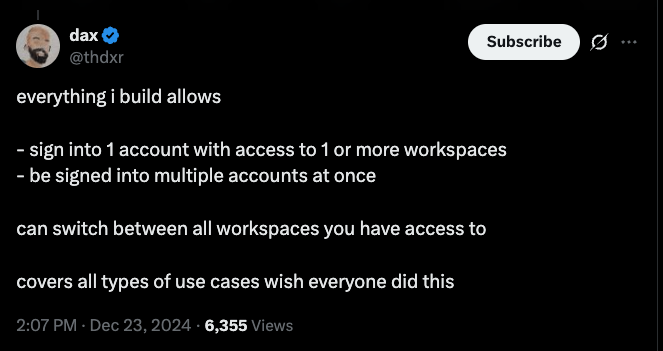 dax
Subscribe
@thdxr
everything i build allows
- sign into 1 account with access to 1 or more workspaces
- be signed into multiple accounts at once
can switch between all workspaces you have access to
covers all types of use cases wish everyone did this
2:07 PM · Dec 23, 2024 · 6,355 Views